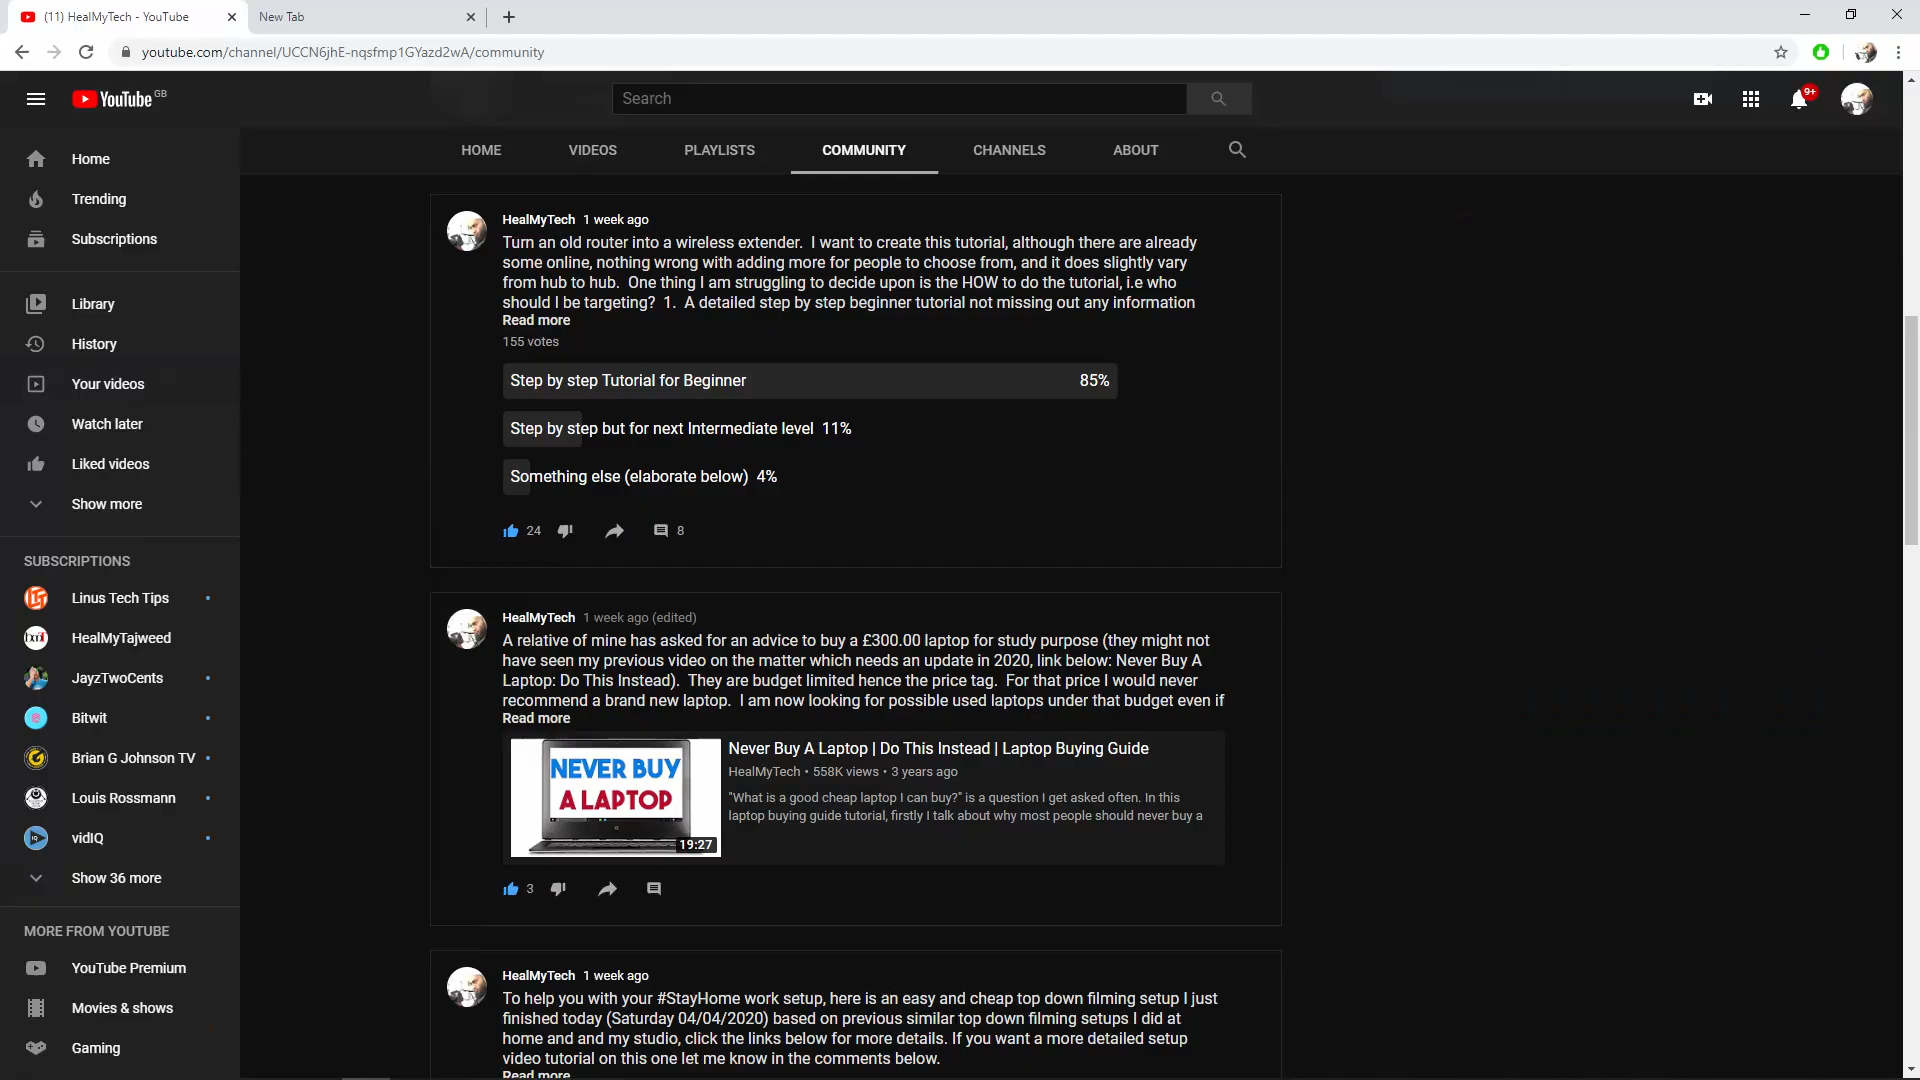 (11) HealMyTech - YouTube
New Tab
youtube.com/channel/UCCN6jhE-nqsfmp1GYazd2wA/community
YouTube GB
Search
9+
HOME
VIDEOS
PLAYLISTS
COMMUNITY
CHANNELS
ABOUT
Home
Trending
Subscriptions
Library
History
Your videos
Watch later
Liked videos
Show more
SUBSCRIPTIONS
Linus Tech Tips
HealMyTajweed
JayzTwoCents
Bitwit
Brian G Johnson TV
Louis Rossmann
vidIQ
Show 36 more
MORE FROM YOUTUBE
YouTube Premium
Movies & shows
Gaming
HealMyTech 1 week ago
Turn an old router into a wireless extender.  I want to create this tutorial, although there are already
some online, nothing wrong with adding more for people to choose from, and it does slightly vary
from hub to hub.  One thing I am struggling to decide upon is the HOW to do the tutorial, i.e who
should I be targeting?  1.  A detailed step by step beginner tutorial not missing out any information
Read more
155 votes
Step by step Tutorial for Beginner 85%
Step by step but for next Intermediate level 11%
Something else (elaborate below) 4%
24
8
HealMyTech 1 week ago (edited)
A relative of mine has asked for an advice to buy a £300.00 laptop for study purpose (they might not
have seen my previous video on the matter which needs an update in 2020, link below: Never Buy A
Laptop: Do This Instead).  They are budget limited hence the price tag.  For that price I would never
recommend a brand new laptop.  I am now looking for possible used laptops under that budget even if
Read more
NEVER BUY
A LAPTOP
19:27
Never Buy A Laptop | Do This Instead | Laptop Buying Guide
HealMyTech • 558K views • 3 years ago
"What is a good cheap laptop I can buy?" is a question I get asked often. In this
laptop buying guide tutorial, firstly I talk about why most people should never buy a
3
HealMyTech 1 week ago
To help you with your #StayHome work setup, here is an easy and cheap top down filming setup I just
finished today (Saturday 04/04/2020) based on previous similar top down filming setups I did at
home and and my studio, click the links below for more details. If you want a more detailed setup
video tutorial on this one let me know in the comments below.
Read more